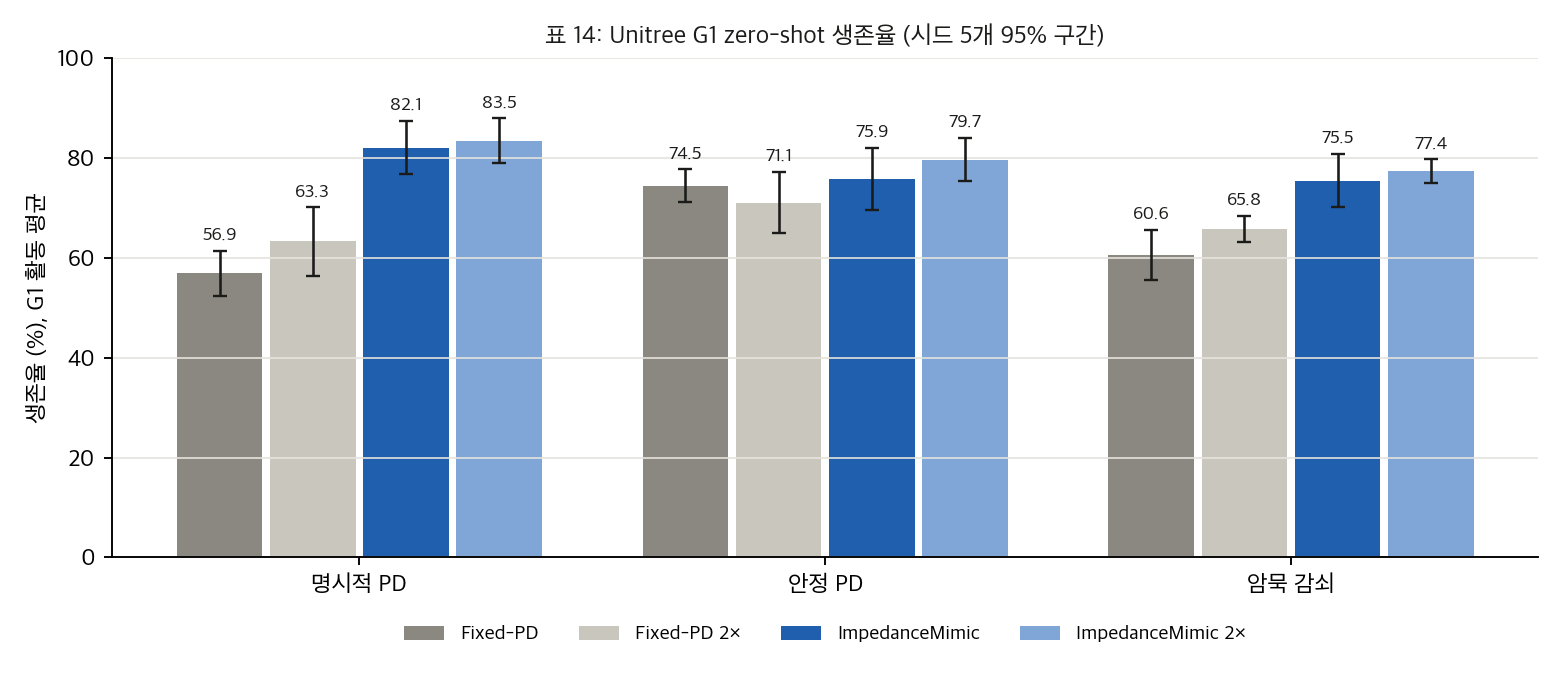 표 14: Unitree G1 zero-shot 생존율 (시드 5개 95% 구간)
생존율 (%), G1 활동 평균
100
80
60
40
20
0
56.9
63.3
82.1
83.5
74.5
71.1
75.9
79.7
60.6
65.8
75.5
77.4
명시적 PD
안정 PD
암묵 감쇠
Fixed-PD
Fixed-PD 2×
ImpedanceMimic
ImpedanceMimic 2×